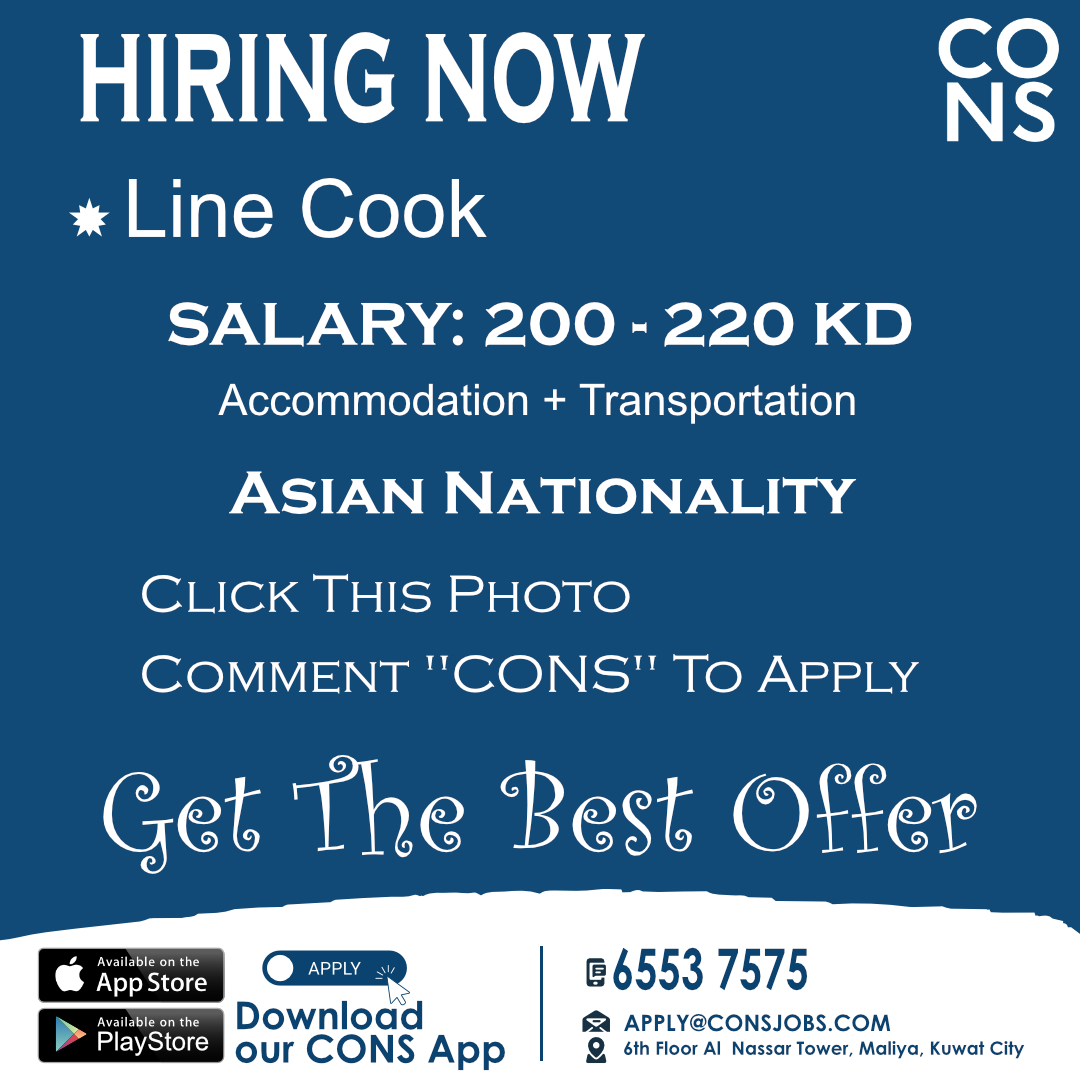 HIRING NOW
CO
NS
Line Cook
SALARY: 200 - 220 KD
Accommodation + Transportation
Asian Nationality
Click This Photo
Comment "CONS" To Apply
Get The Best Offer
Available on the
App Store
Available on the
PlayStore
APPLY
Download
our CONS App
6553 7575
APPLY@CONSJOBS.COM
6th Floor Al Nassar Tower, Maliya, Kuwat City